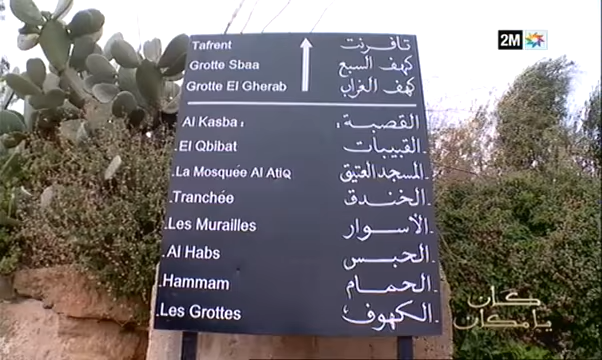 2M
Tafrent تافرنت
Grotte Sbaa كهف السبع
Grotte El Gherab كهف الغراب
Al Kasba: القصبة:
.El Qbibat القبيبات.
.La Mosquée Al AtiQ المسجد العتيق.
.Tranchée الخندق.
.Les Murailles الأسوار.
.Al Habs الحبس.
.Hammam الحمام.
.Les Grottes الكهوف.
كان
يا مكان